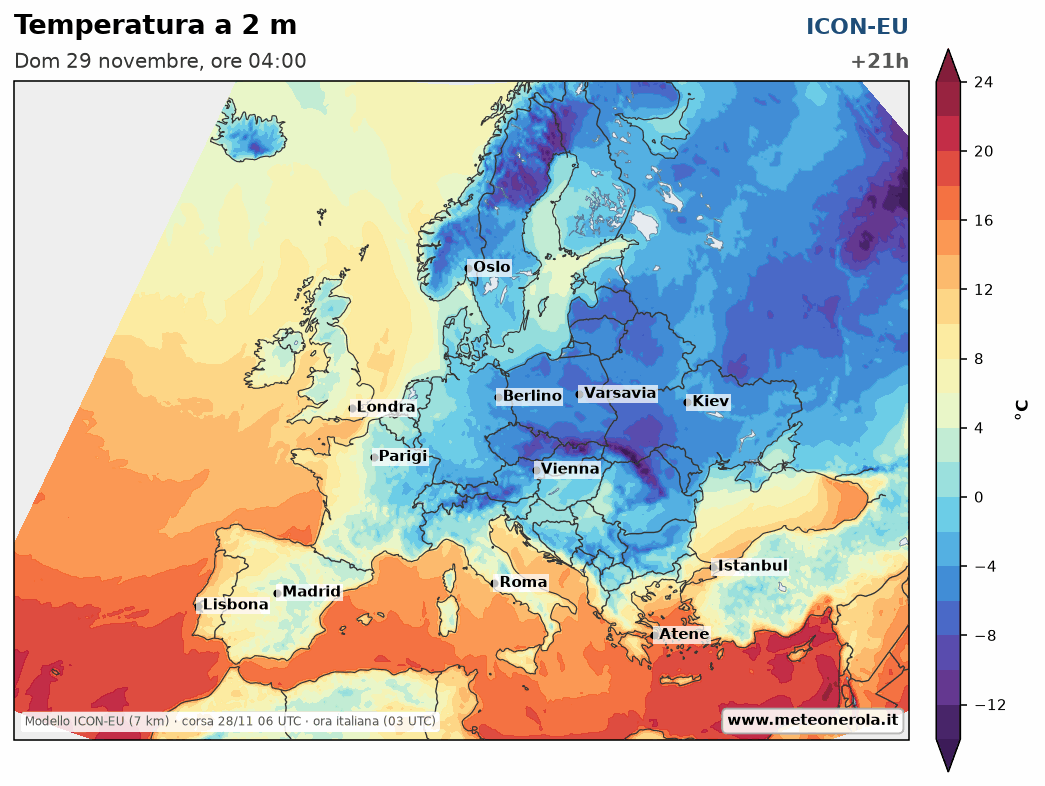 Temperatura a 2 m
ICON-EU
Dom 29 novembre, ore 04:00
+21h
24
20
16
12
8
4
0
−4
−8
−12
°C
Oslo
Berlino
Varsavia
Kiev
Londra
Parigi
Vienna
Istanbul
Roma
Madrid
Lisbona
Atene
Modello ICON-EU (7 km) · corsa 28/11 06 UTC · ora italiana (03 UTC)
www.meteonerola.it